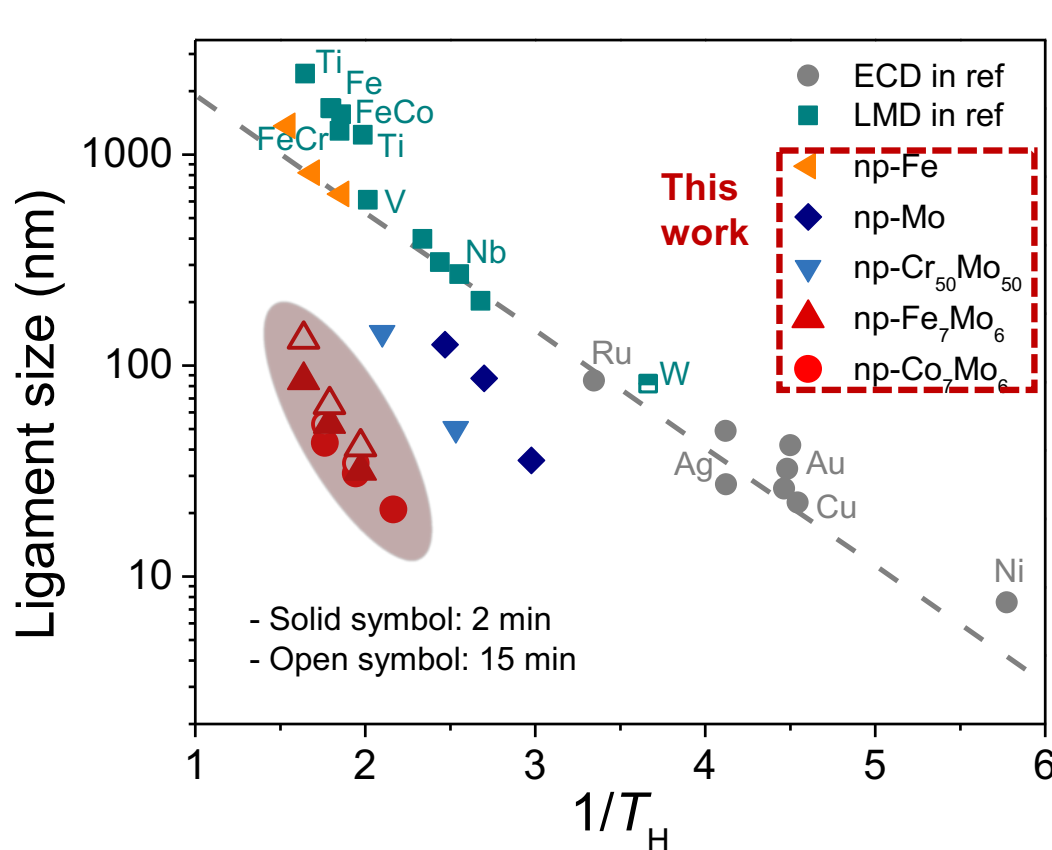 Ligament size (nm)
1000
100
10
Ti
Fe
FeCo
FeCr
Ti
V
Nb
Ru
W
Ag
Au
Cu
Ni
ECD in ref
LMD in ref
This
work
np-Fe
np-Mo
np-Cr₅₀Mo₅₀
np-Fe₇Mo₆
np-Co₇Mo₆
- Solid symbol: 2 min
- Open symbol: 15 min
1 2 3 4 5 6
1/T_H